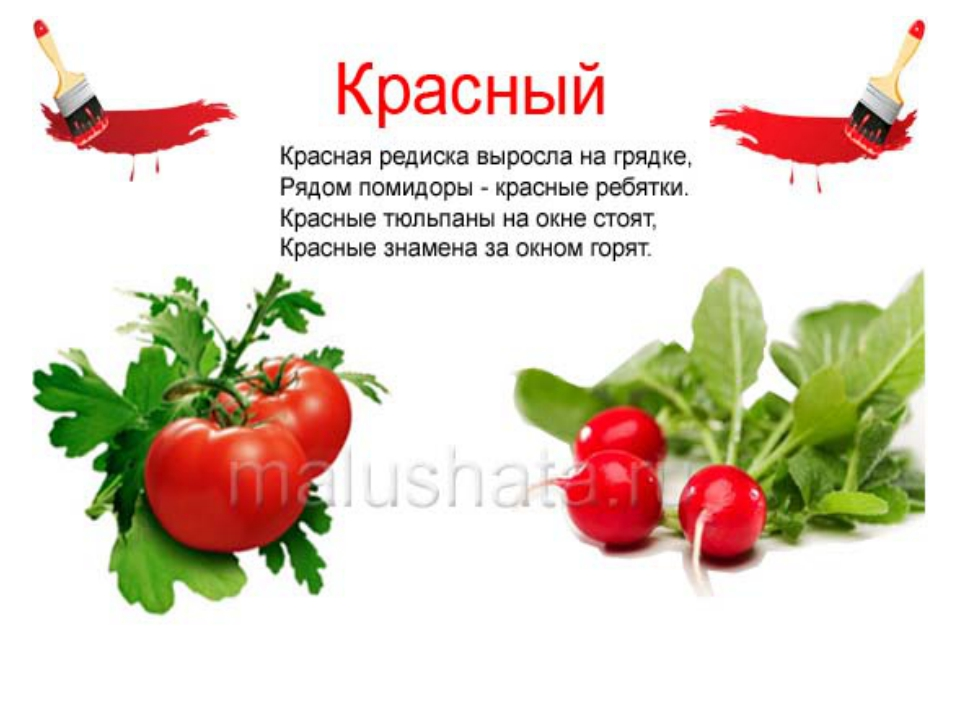 Красный
Красная редиска выросла на грядке,
Рядом помидоры - красные ребятки.
Красные тюльпаны на окне стоят,
Красные знамена за окном горят.
malushata.ru